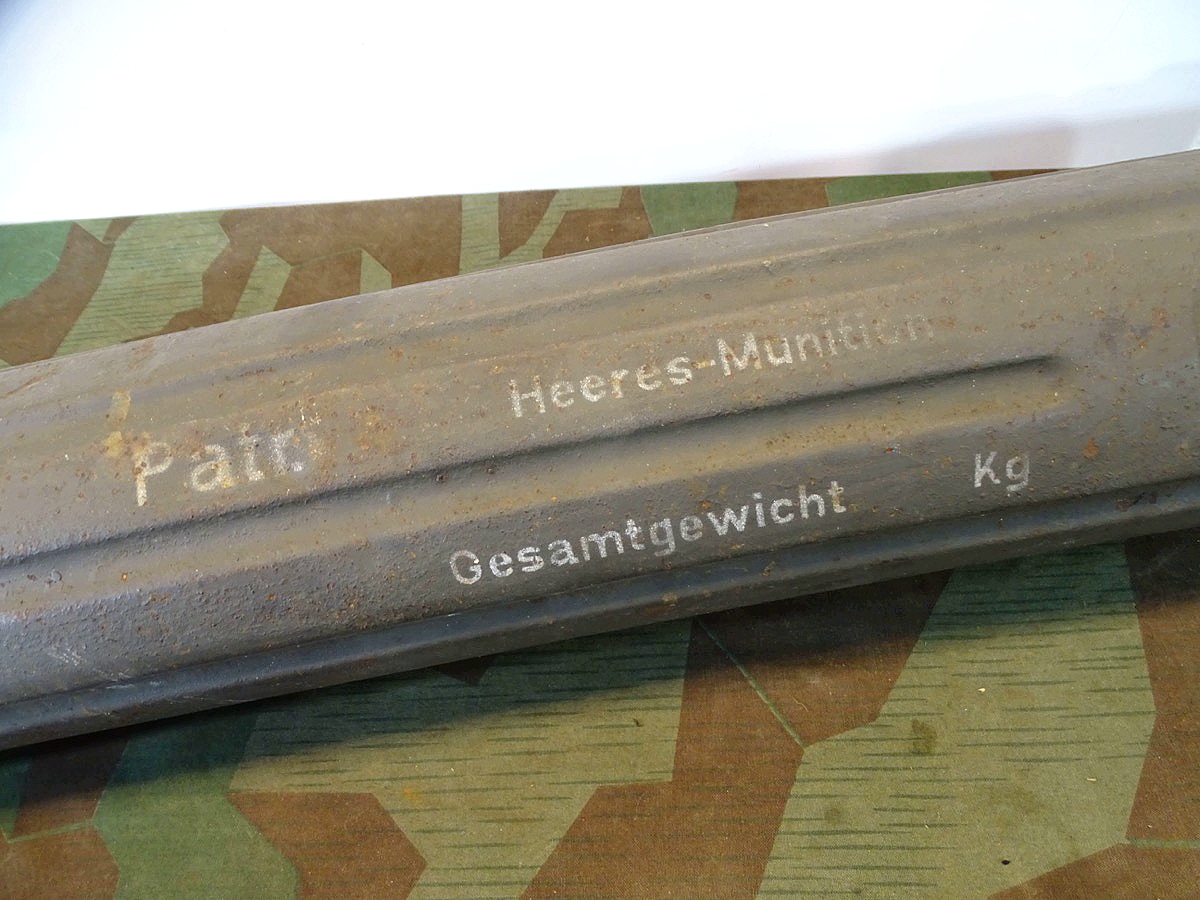 Heeres-Munition
Patr
Gesamtgewicht Kg